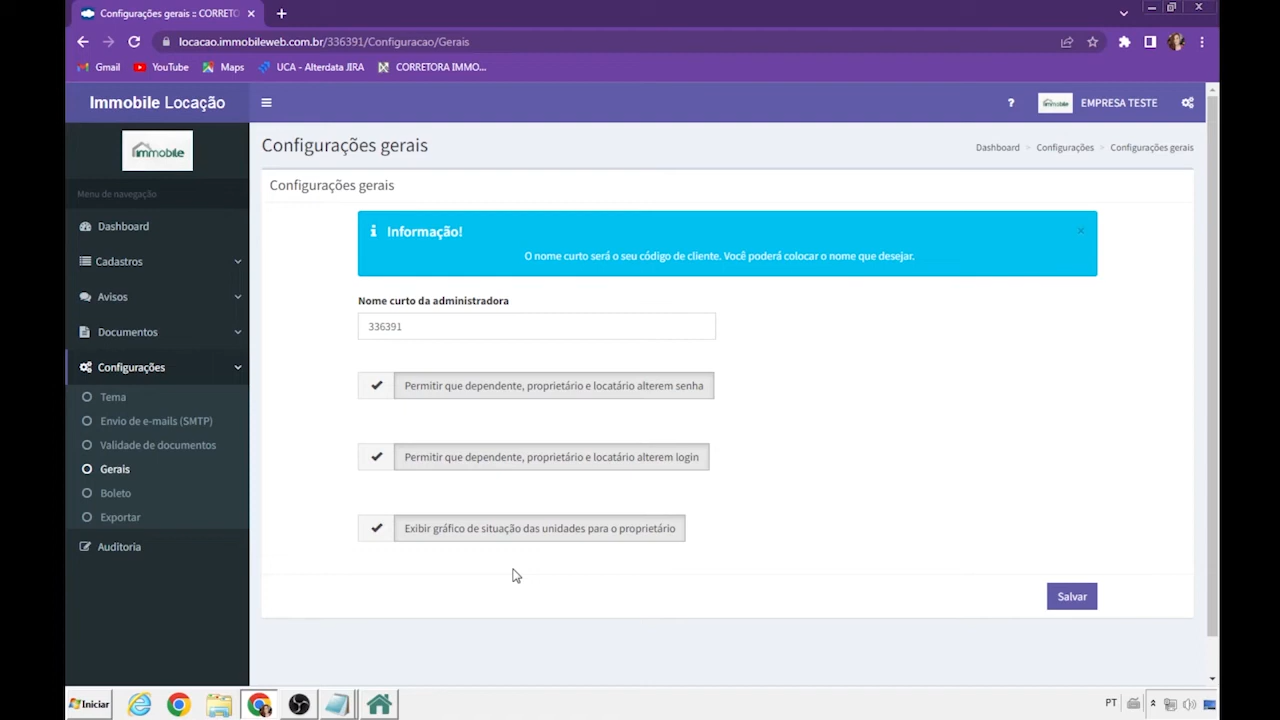 Configurações gerais :: CORRETO
locacao.immobileweb.com.br/336391/Configuracao/Gerais
Gmail
YouTube
Maps
UCA - Alterdata JIRA
CORRETORA IMMO...
Immobile Locação
?
immobile
EMPRESA TESTE
immobile
Configurações gerais
Dashboard > Configurações > Configurações gerais
Menu de navegação
Dashboard
Cadastros
Avisos
Documentos
Configurações
Tema
Envio de e-mails (SMTP)
Validade de documentos
Gerais
Boleto
Exportar
Auditoria
Configurações gerais
Informação!
×
O nome curto será o seu código de cliente. Você poderá colocar o nome que desejar.
Nome curto da administradora
336391
Permitir que dependente, proprietário e locatário alterem senha
Permitir que dependente, proprietário e locatário alterem login
Exibir gráfico de situação das unidades para o proprietário
Salvar
Iniciar
PT